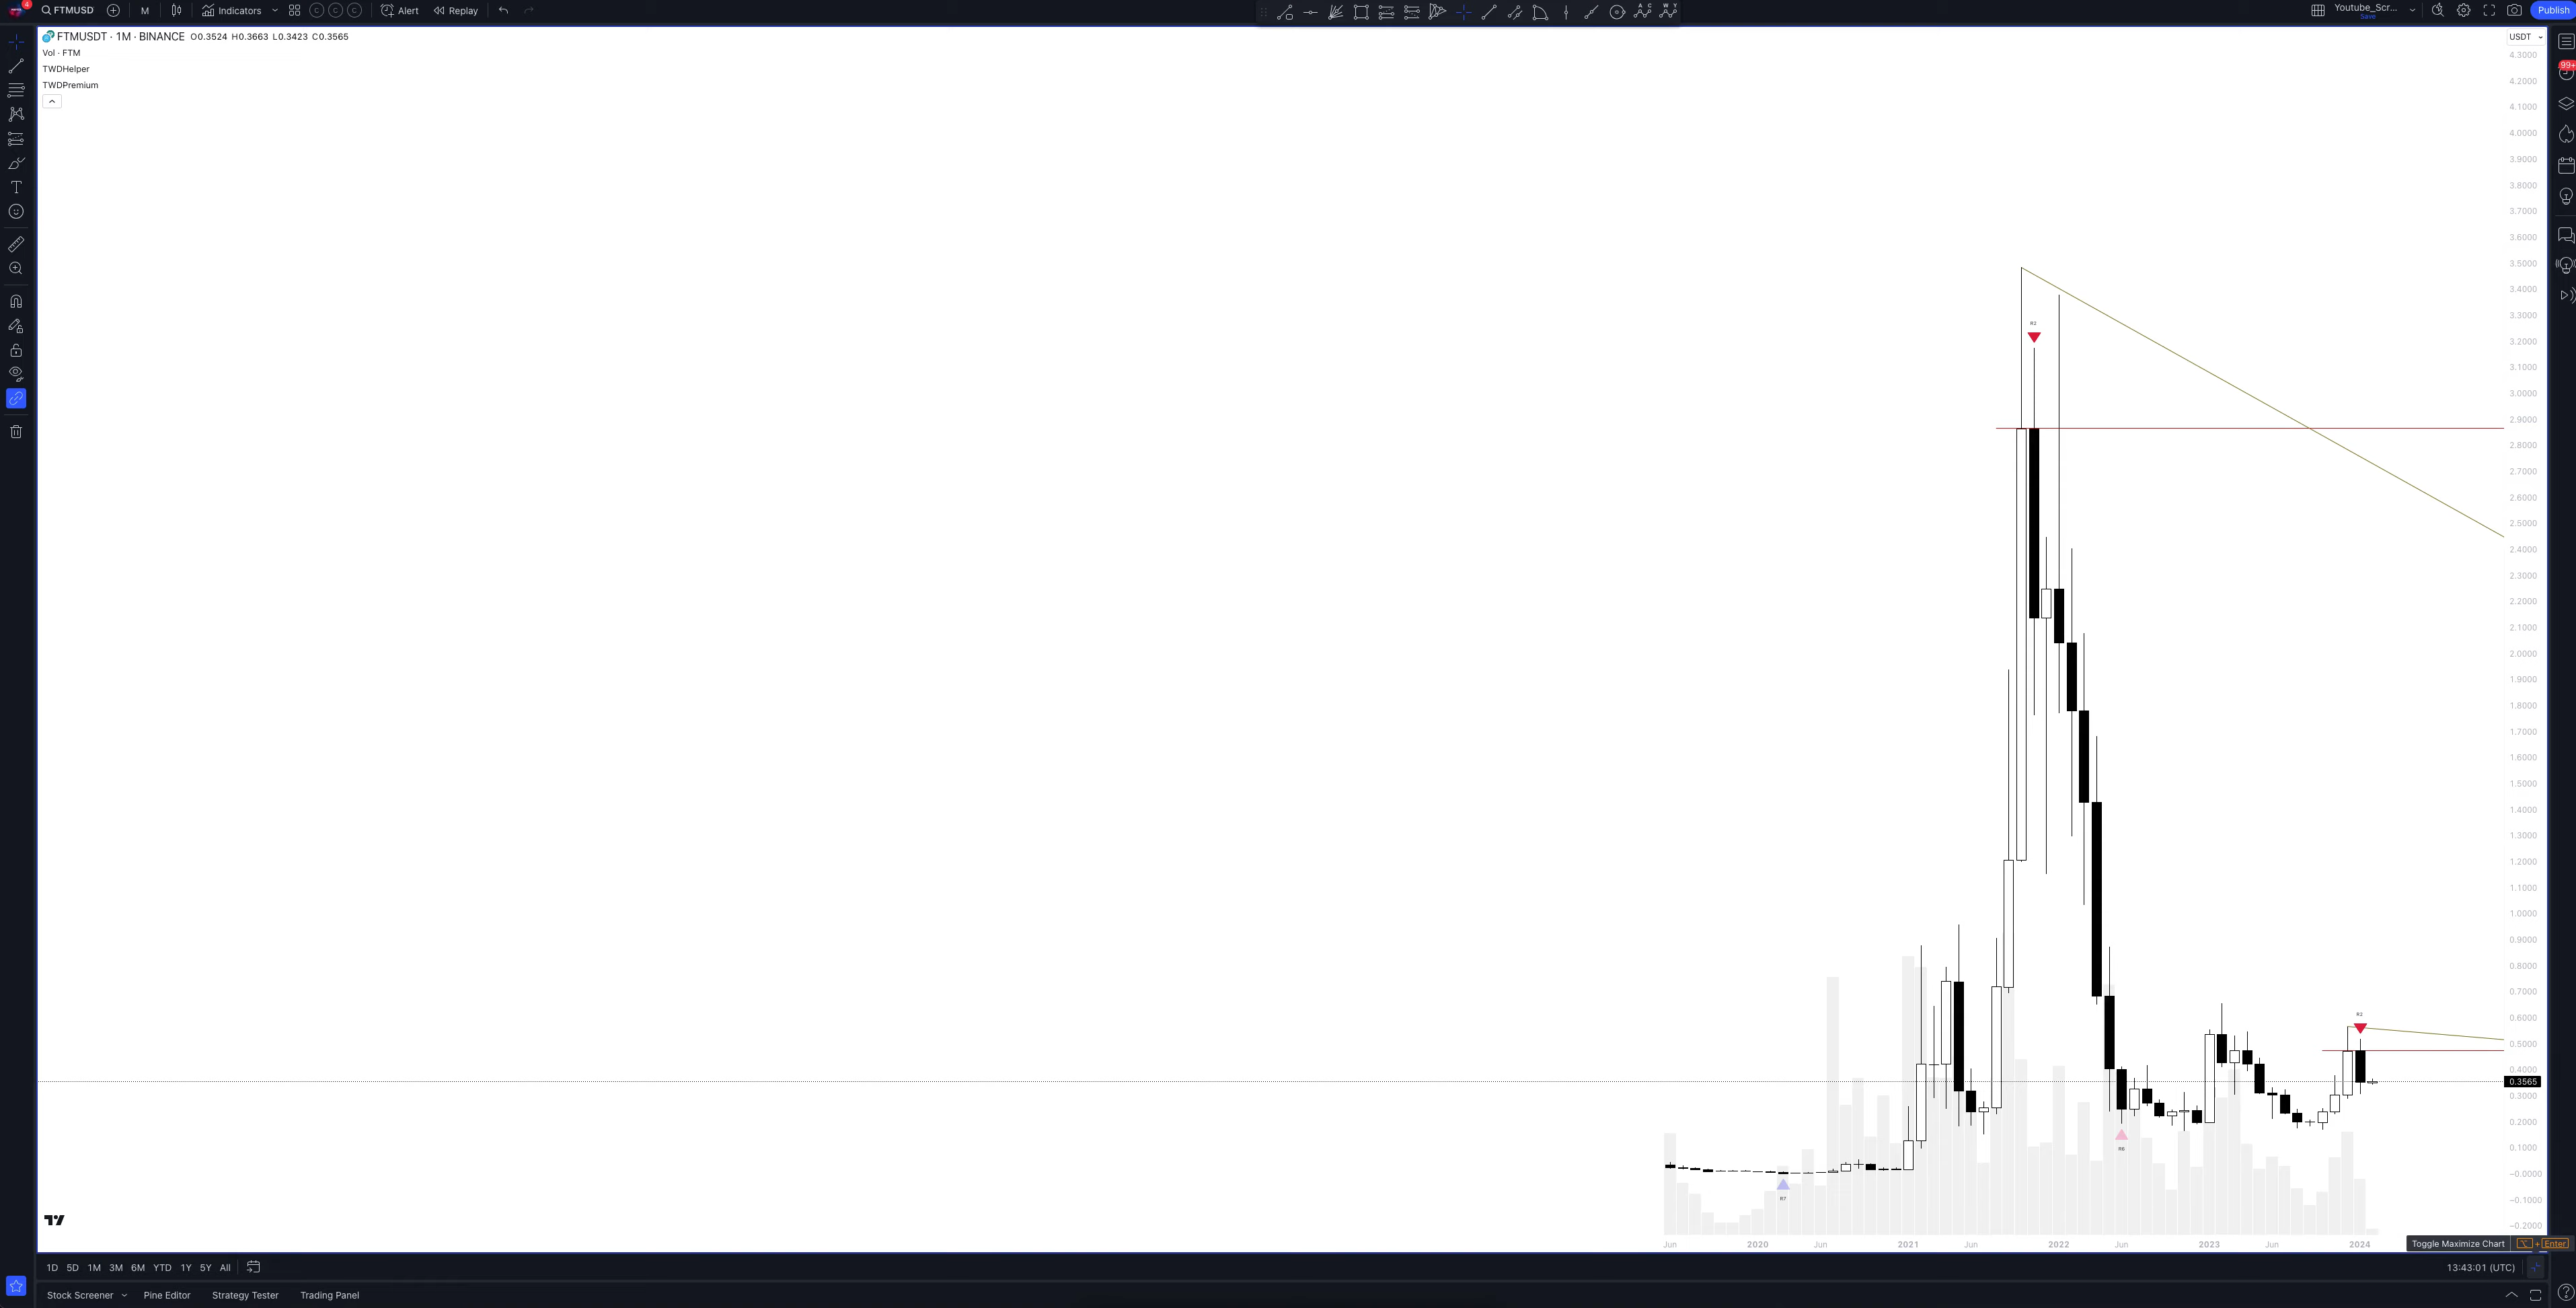 4
FTMUSD
M
Indicators
C
C
C
Alert
Replay
A C
W Y
Youtube_Scr...
Save
Publish
FTMUSDT · 1M · BINANCE O0.3524 H0.3663 L0.3423 C0.3565
USDT
Vol · FTM
TWDHelper
TWDPremium
99+
4.3000
4.2000
4.1000
4.0000
3.9000
3.8000
3.7000
3.6000
3.5000
3.4000
3.3000
3.2000
3.1000
3.0000
2.9000
2.8000
2.7000
2.6000
2.5000
2.4000
2.3000
2.2000
2.1000
2.0000
1.9000
1.8000
1.7000
1.6000
1.5000
1.4000
1.3000
1.2000
1.1000
1.0000
0.9000
0.8000
0.7000
0.6000
0.5000
0.4000
0.3565
0.3000
0.2000
0.1000
−0.0000
−0.1000
−0.2000
R2
R2
R6
R7
Jun 2020 Jun 2021 Jun 2022 Jun 2023 Jun 2024
Toggle Maximize Chart ⌥ + Enter
1D 5D 1M 3M 6M YTD 1Y 5Y All
13:43:01 (UTC)
Stock Screener Pine Editor Strategy Tester Trading Panel